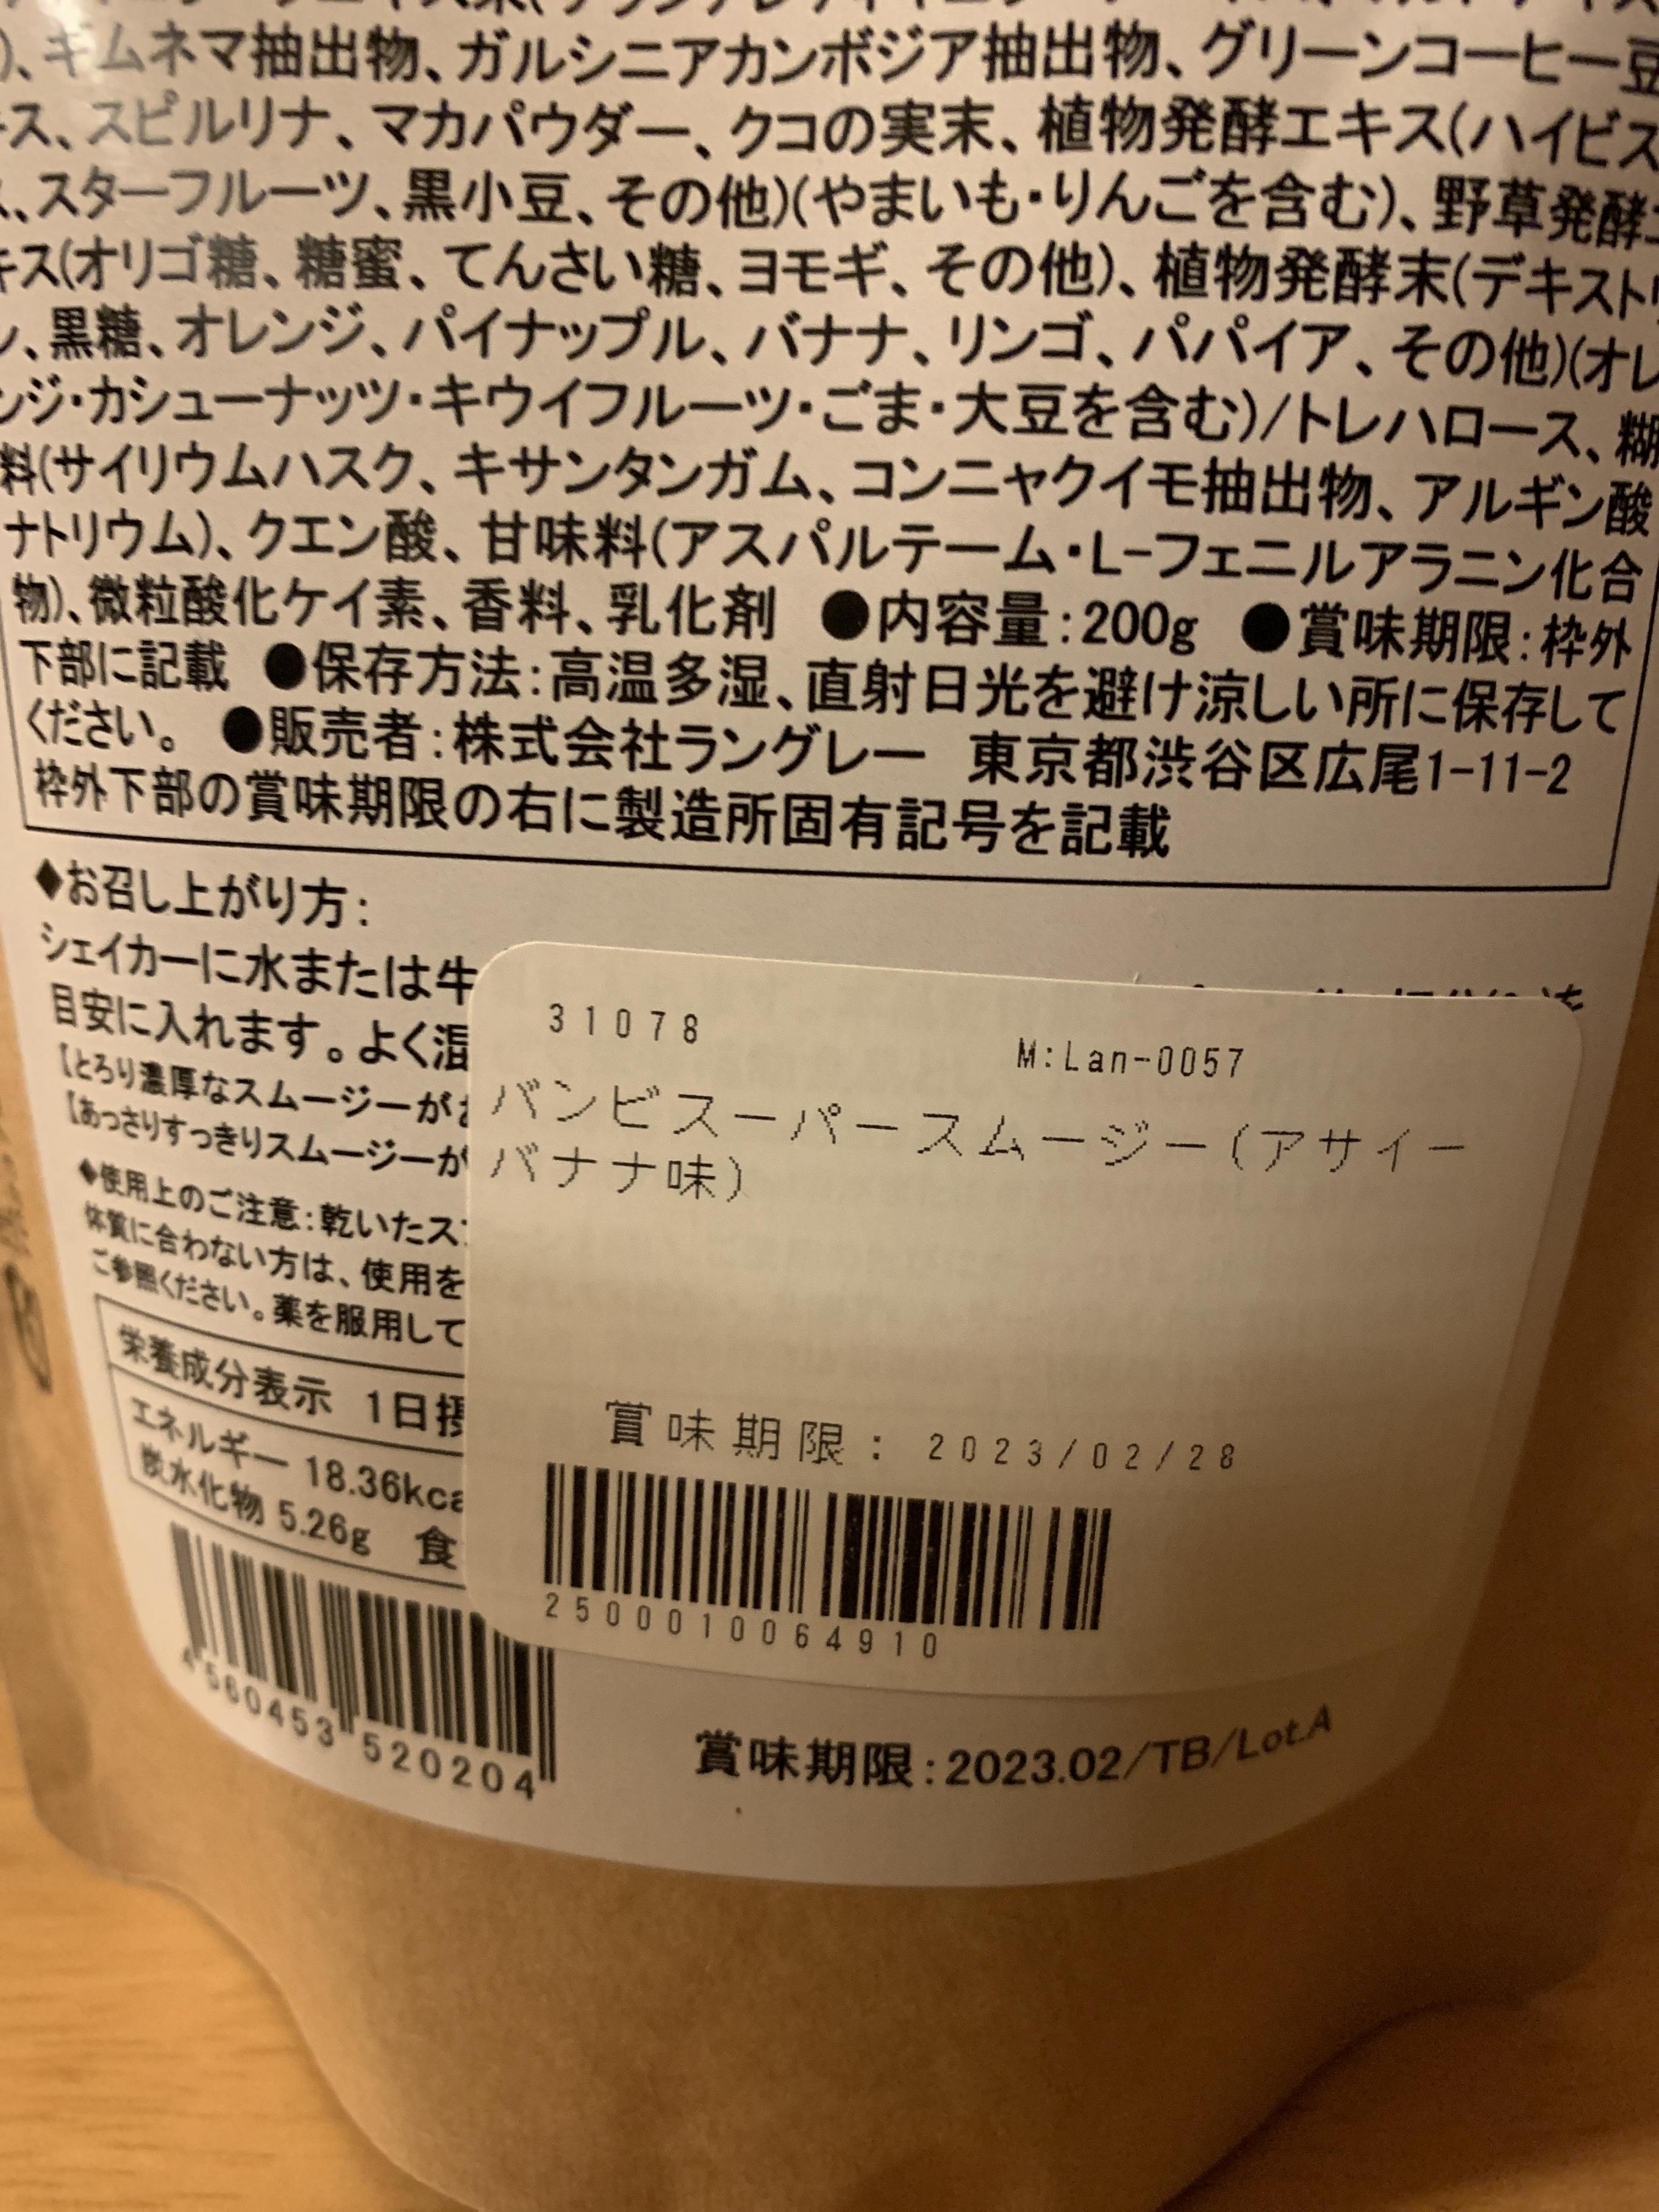 )、ギムネマ抽出物、ガルシニアカンボジア抽出物、グリーンコーヒー豆
キス、スピルリナ、マカパウダー、クコの実末、植物発酵エキス(ハイビス
ス、スターフルーツ、黒小豆、その他)(やまいも・りんごを含む)、野草発酵エ
キス(オリゴ糖、糖蜜、てんさい糖、ヨモギ、その他)、植物発酵末(デキストリ
ン、黒糖、オレンジ、パイナップル、バナナ、リンゴ、パパイア、その他)(オレ
ンジ・カシューナッツ・キウイフルーツ・ごま・大豆を含む)/トレハロース、糊
料(サイリウムハスク、キサンタンガム、コンニャクイモ抽出物、アルギン酸
ナトリウム)、クエン酸、甘味料(アスパルテーム・L-フェニルアラニン化合
物)、微粒酸化ケイ素、香料、乳化剤 ●内容量:200g ●賞味期限:枠外
下部に記載 ●保存方法:高温多湿、直射日光を避け涼しい所に保存して
ください。 ●販売者:株式会社ラングレー 東京都渋谷区広尾1-11-2
枠外下部の賞味期限の右に製造所固有記号を記載
◆お召し上がり方:
シェイカーに水または牛
目安に入れます。よく混
【とろり濃厚なスムージーがお
【あっさりすっきりスムージーが
◆使用上のご注意:乾いたス
体質に合わない方は、使用を
ご参照ください。薬を服用して
栄養成分表示 1日摂
エネルギー 18.36kca
炭水化物 5.26g 食
4 560453 520204
31078
M:Lan-0057
バンビスーパースムージー(アサイー
バナナ味)
賞味期限: 2023/02/28
2500010064910
賞味期限:2023.02/TB/Lot.A